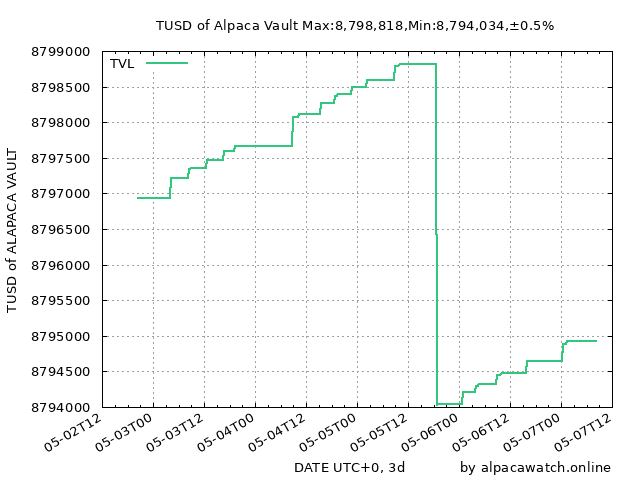 TUSD of Alpaca Vault Max:8,798,818,Min:8,794,034,±0.5%
TVL
8799000
8798500
8798000
8797500
8797000
8796500
8796000
8795500
8795000
8794500
8794000
TUSD of ALAPACA VAULT
05-02T12
05-03T00
05-03T12
05-04T00
05-04T12
05-05T00
05-05T12
05-06T00
05-06T12
05-07T00
05-07T12
DATE UTC+0, 3d
by alpacawatch.online